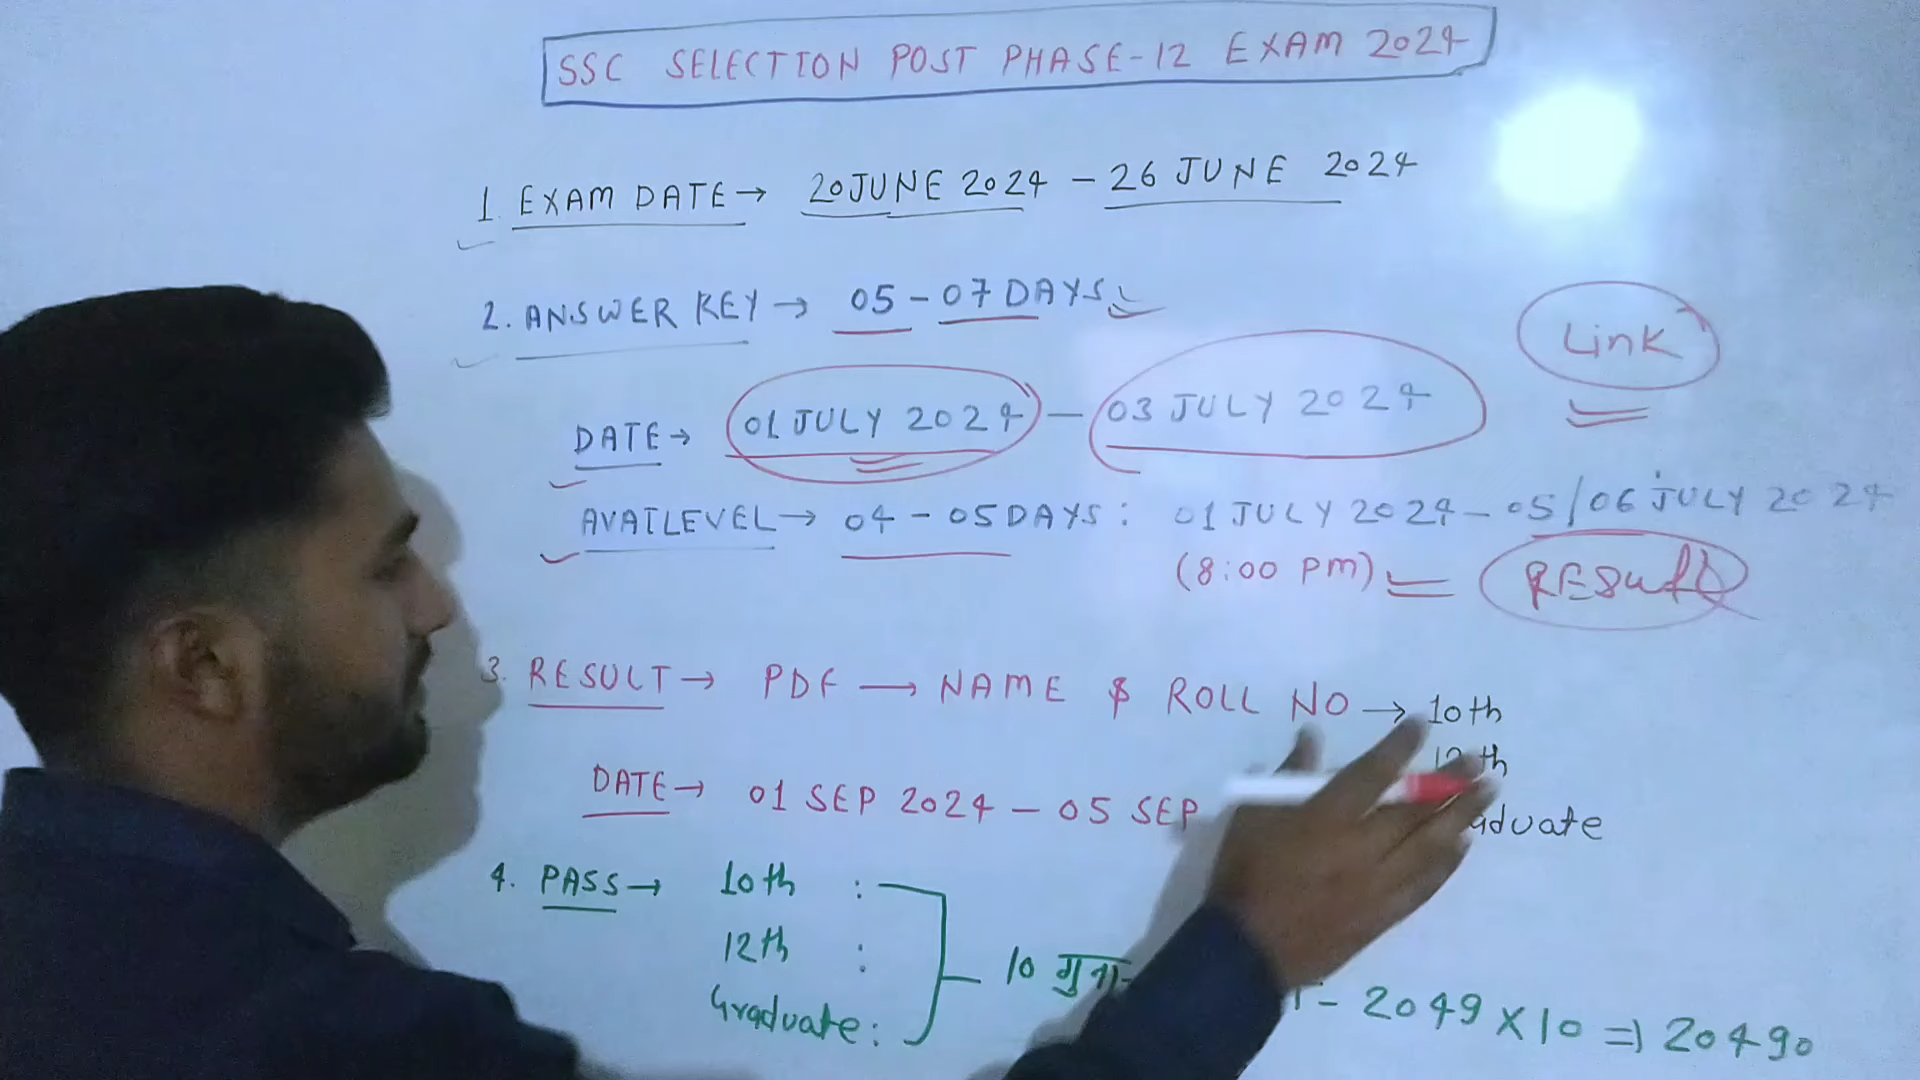 SSC SELECTION POST PHASE-12 EXAM 2024
1. EXAM DATE → 20 JUNE 2024 - 26 JUNE 2024
2. ANSWER KEY → 05 - 07 DAYS:
Link
DATE → 01 JULY 2024 - 03 JULY 2024
AVAILEVEL → 04 - 05 DAYS: 01 JULY 2024 - 05/06 JULY 2024
(8:00 PM) RESULT
3. RESULT → PDF → NAME & ROLL NO → 10th
12th
DATE → 01 SEP 2024 - 05 SEP
aduate
4. PASS → 10th :
12th :
10 गुना
Graduate :
- 2049 X 10 => 20490